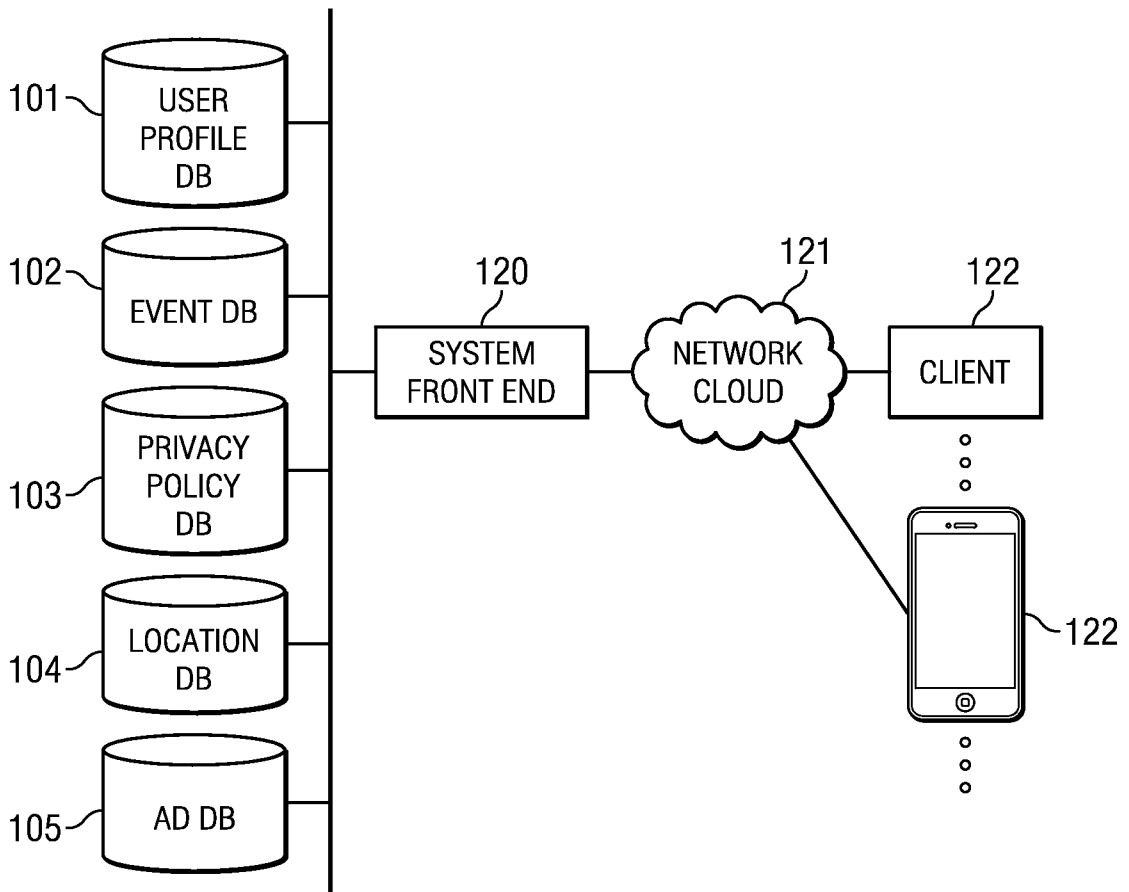 101
USER
PROFILE
DB
102
EVENT DB
103
PRIVACY
POLICY
DB
104
LOCATION
DB
105
AD DB
120
SYSTEM
FRONT END
121
NETWORK
CLOUD
122
CLIENT
122